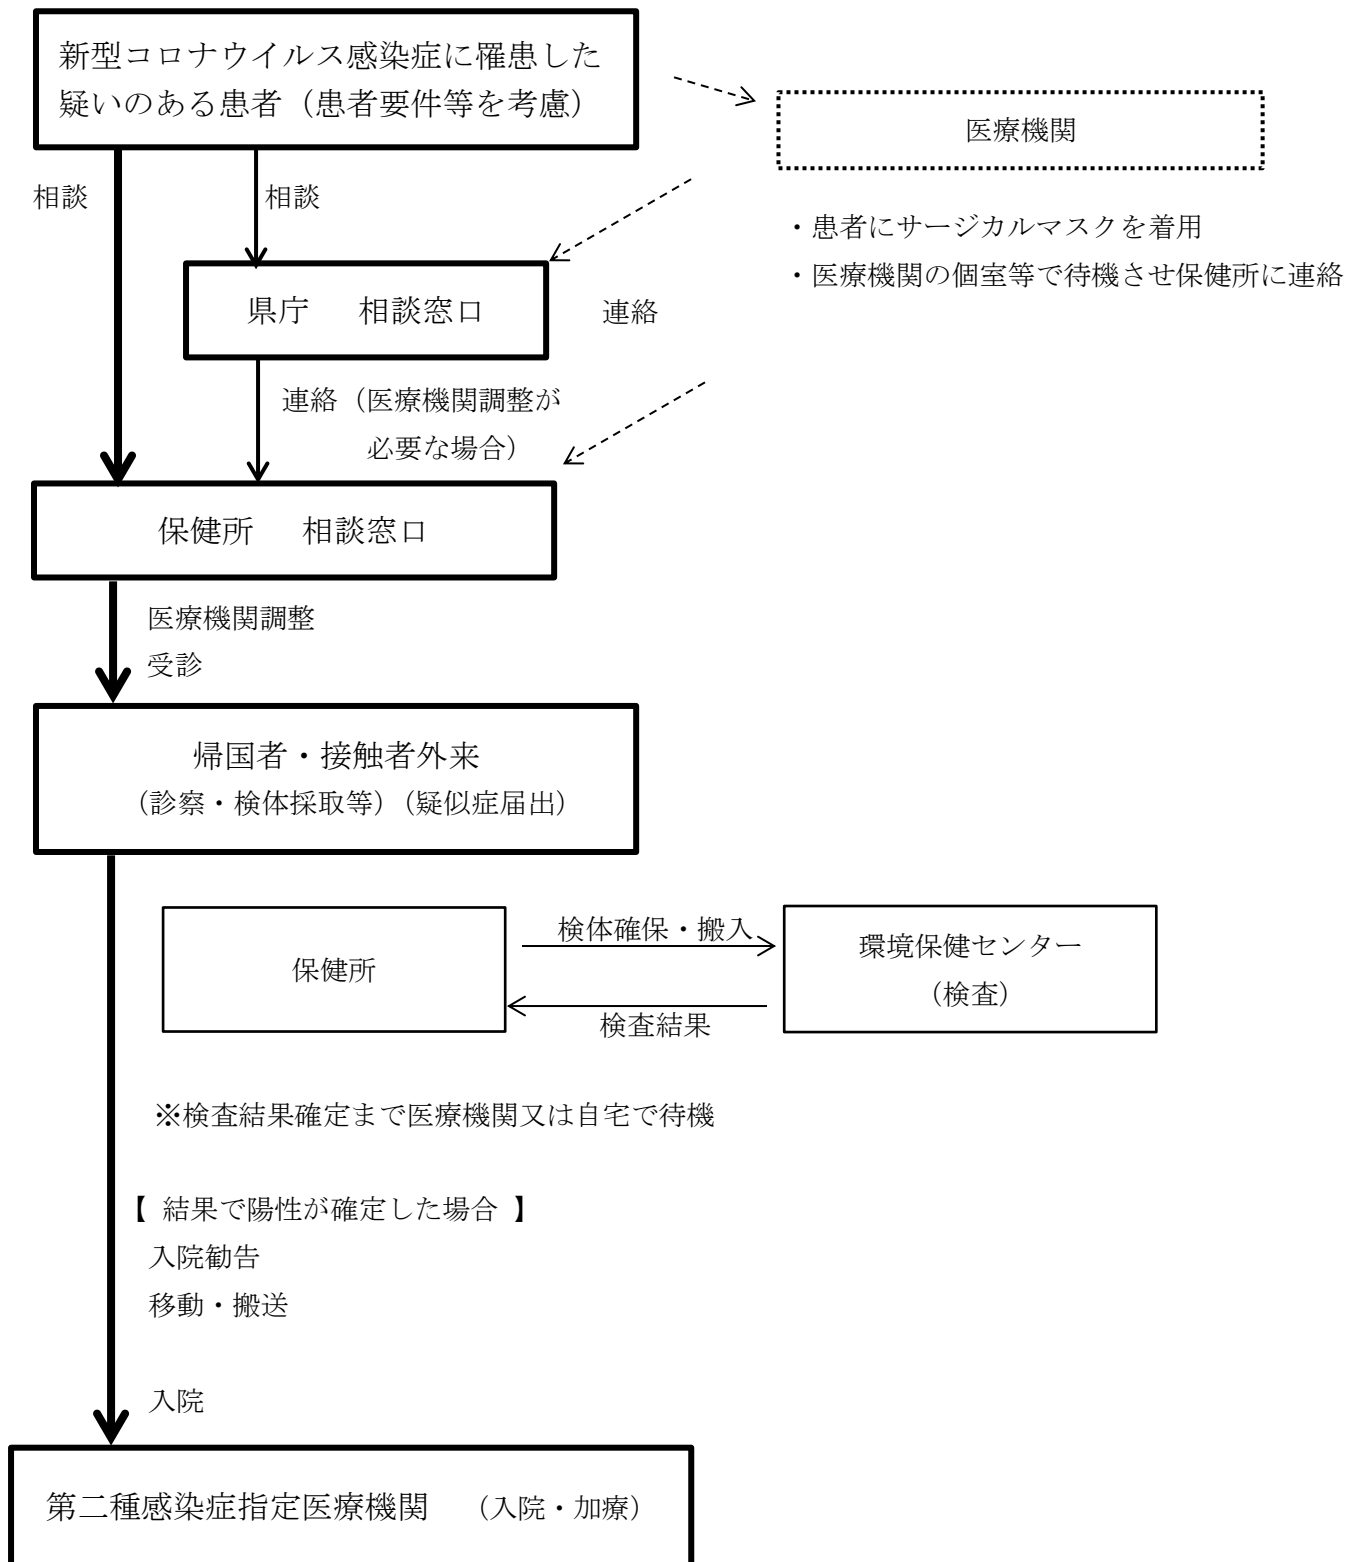 新型コロナウイルス感染症に罹患した
疑いのある患者（患者要件等を考慮）
医療機関
相談
相談
・患者にサージカルマスクを着用
・医療機関の個室等で待機させ保健所に連絡
県庁　相談窓口
連絡
連絡（医療機関調整が
必要な場合）
保健所　相談窓口
医療機関調整
受診
帰国者・接触者外来
（診察・検体採取等）（疑似症届出）
検体確保・搬入
保健所
環境保健センター
（検査）
検査結果
※検査結果確定まで医療機関又は自宅で待機
【 結果で陽性が確定した場合 】
入院勧告
移動・搬送
入院
第二種感染症指定医療機関　（入院・加療）